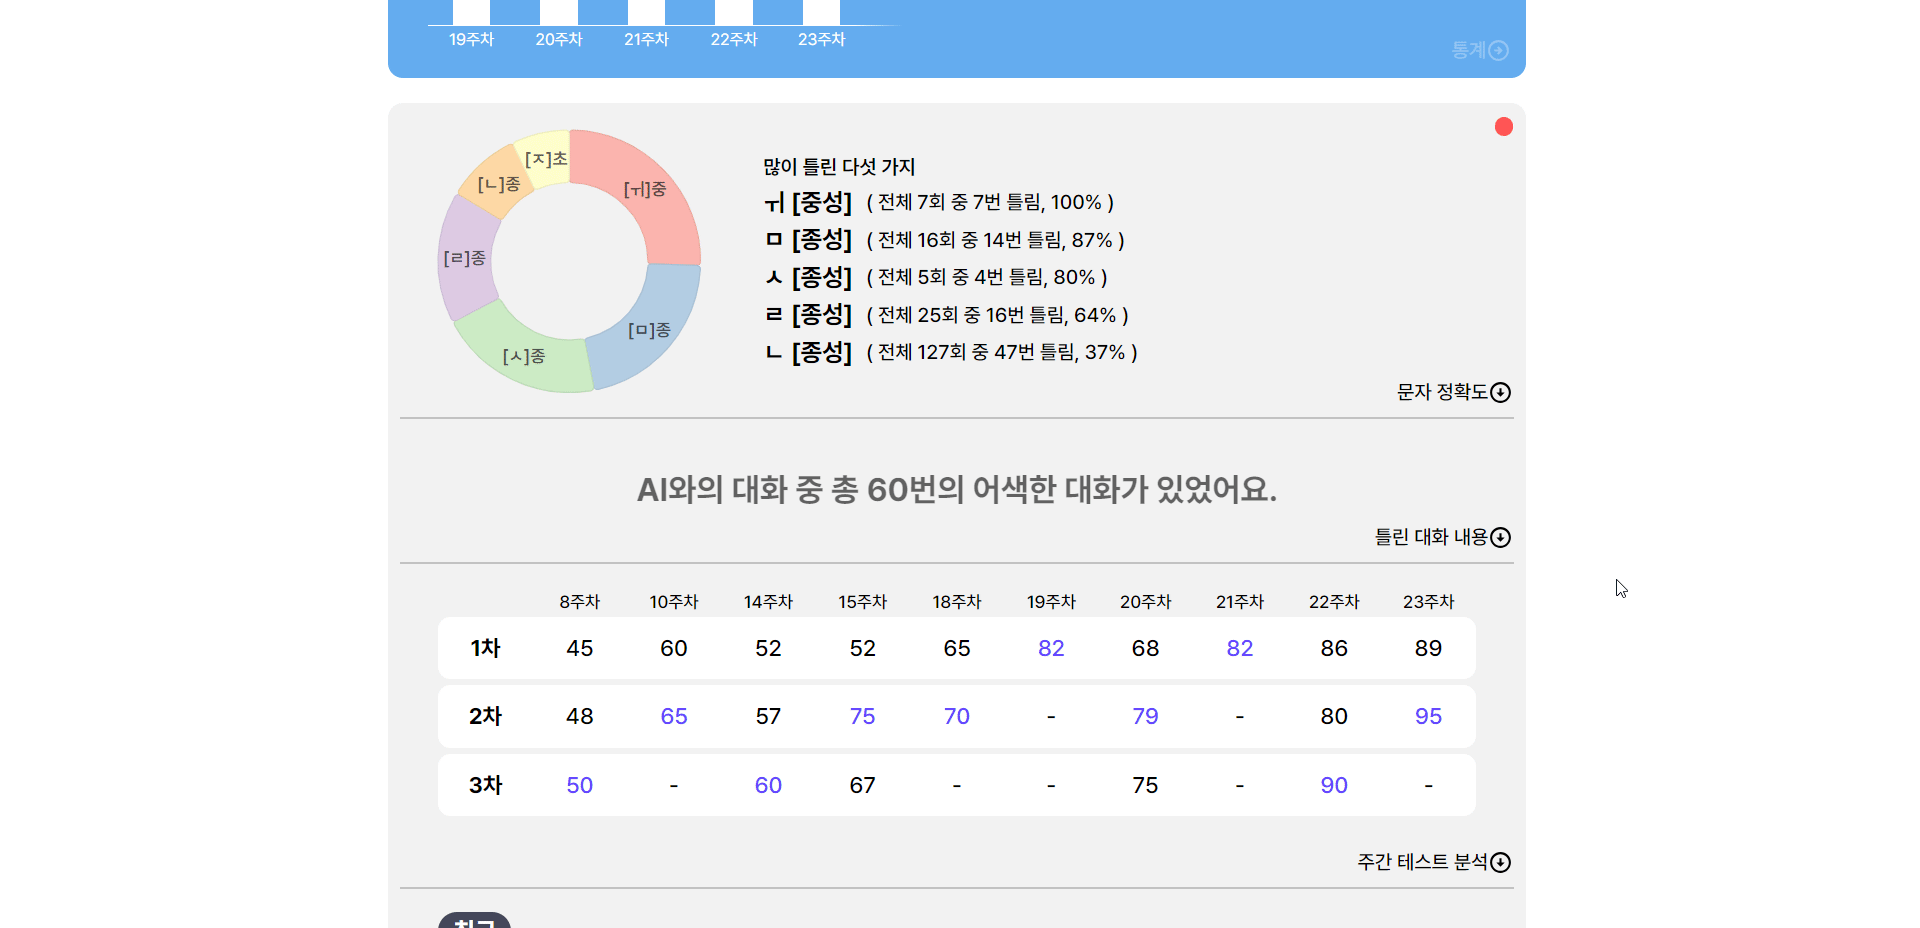 19주차 20주차 21주차 22주차 23주차
통계
[ㅈ]초
[ㄴ]종
[ㅟ]중
[ㄹ]종
[ㅁ]종
[ㅅ]종
많이 틀린 다섯 가지
ㅟ [중성] ( 전체 7회 중 7번 틀림, 100% )
ㅁ [종성] ( 전체 16회 중 14번 틀림, 87% )
ㅅ [종성] ( 전체 5회 중 4번 틀림, 80% )
ㄹ [종성] ( 전체 25회 중 16번 틀림, 64% )
ㄴ [종성] ( 전체 127회 중 47번 틀림, 37% )
문자 정확도
AI와의 대화 중 총 60번의 어색한 대화가 있었어요.
틀린 대화 내용
8주차 10주차 14주차 15주차 18주차 19주차 20주차 21주차 22주차 23주차
1차 45 60 52 52 65 82 68 82 86 89
2차 48 65 57 75 70 - 79 - 80 95
3차 50 - 60 67 - - 75 - 90 -
주간 테스트 분석